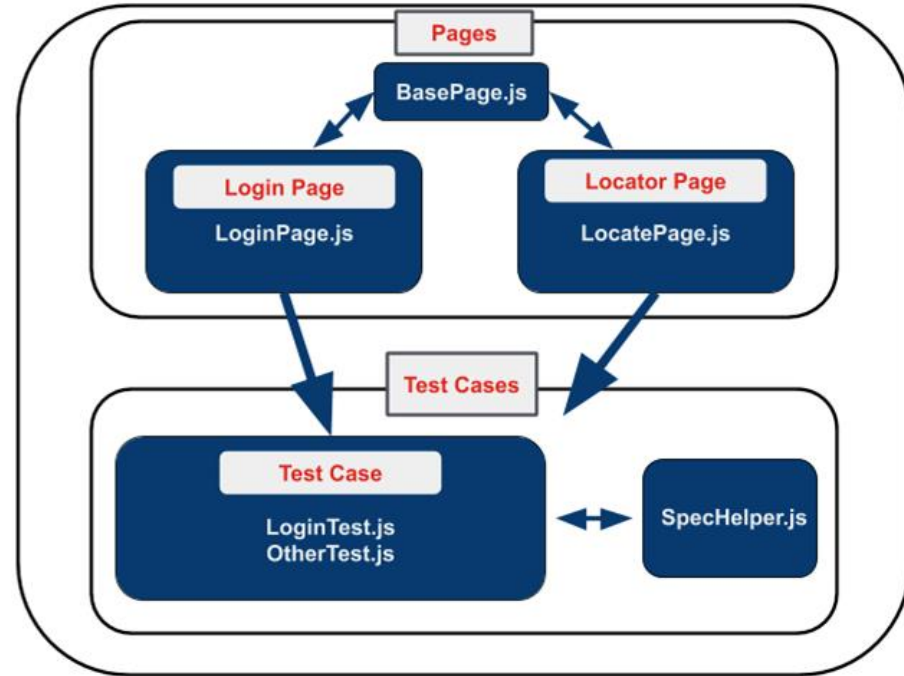 Pages
BasePage.js
Login Page
LoginPage.js
Locator Page
LocatePage.js
Test Cases
Test Case
LoginTest.js
OtherTest.js
SpecHelper.js